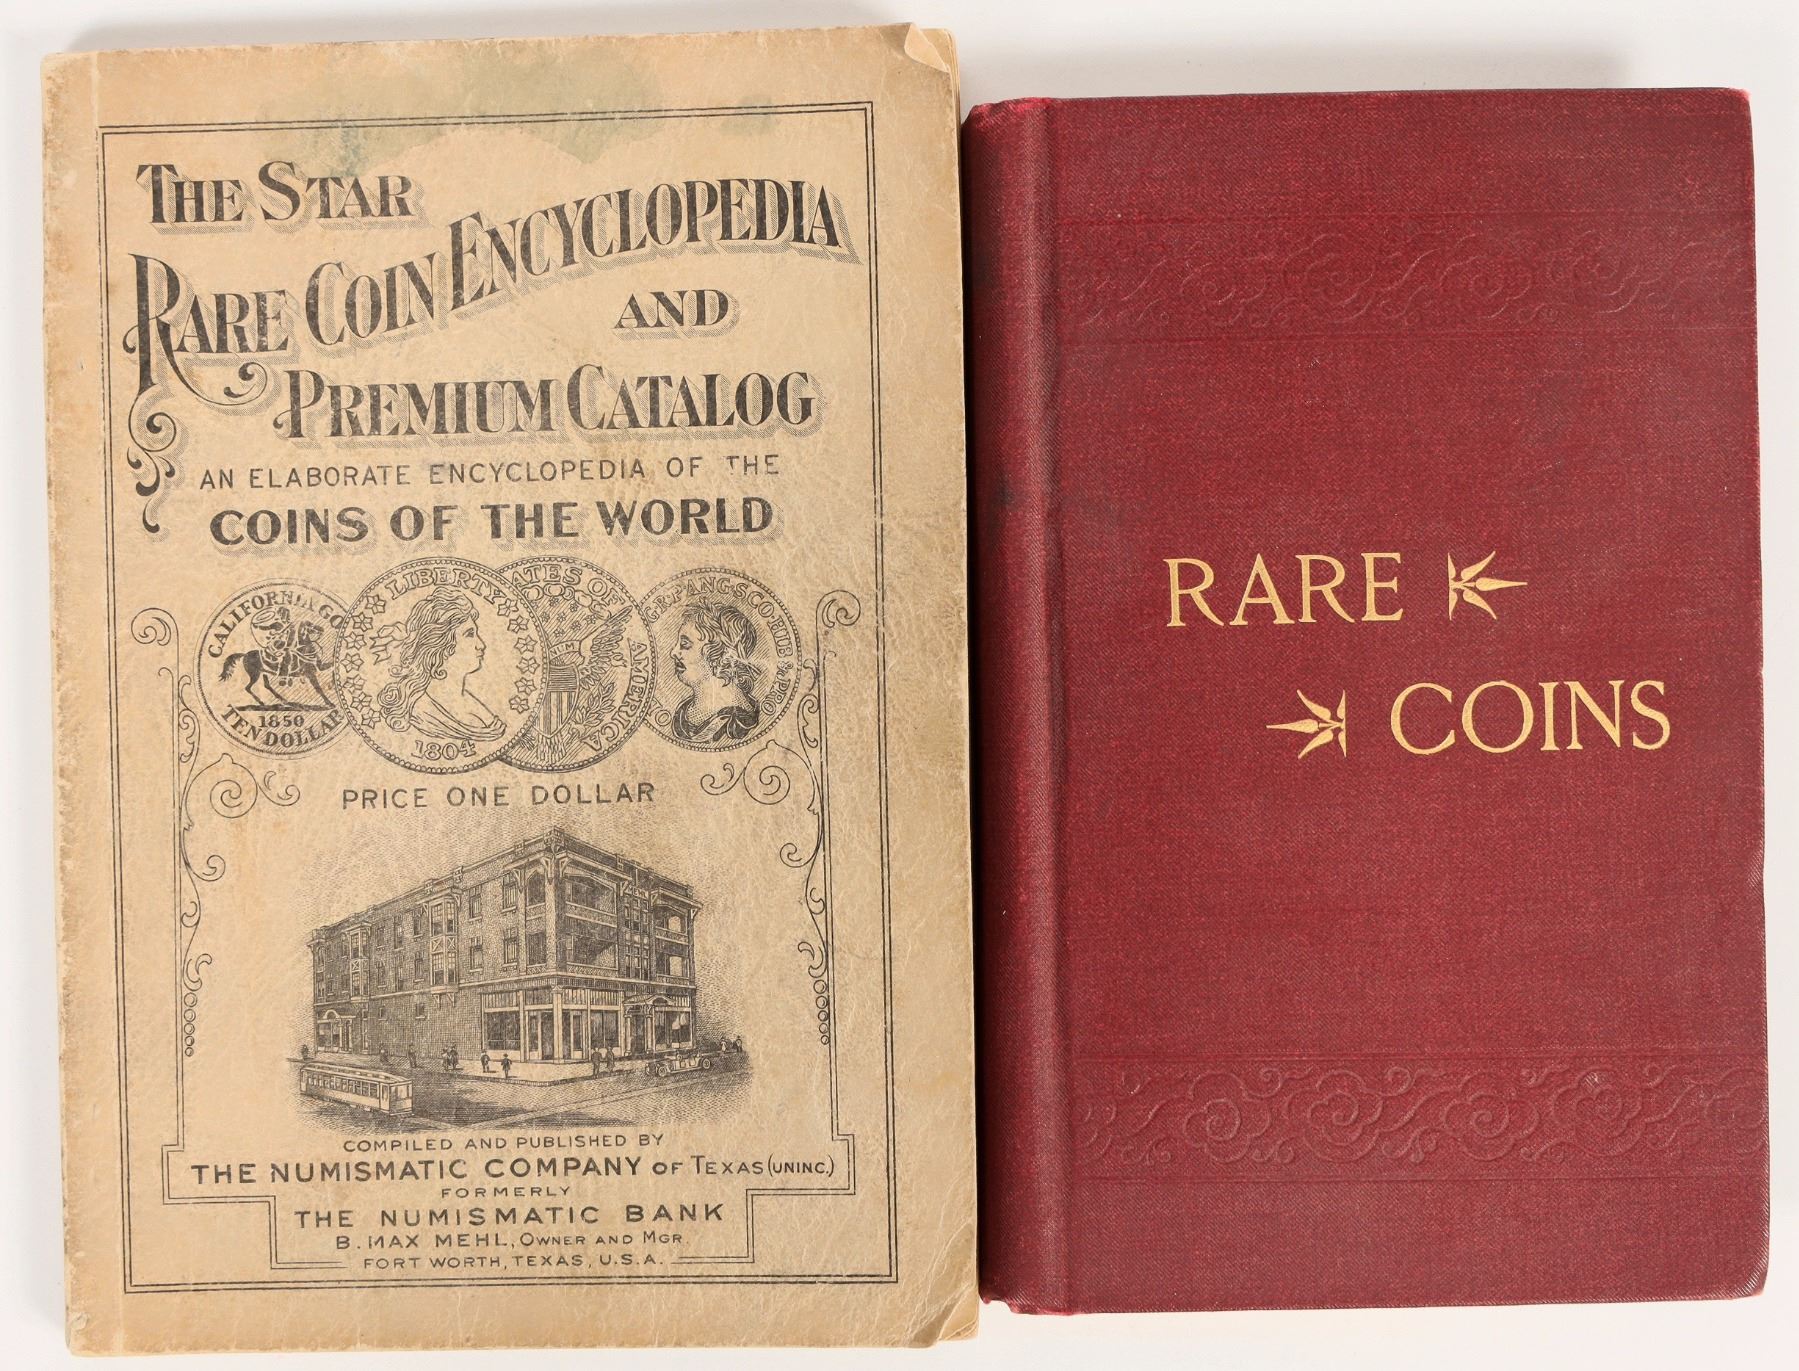 THE STAR
RARE COIN ENCYCLOPEDIA
AND
PREMIUM CATALOG
AN ELABORATE ENCYCLOPEDIA OF THE
COINS OF THE WORLD
CALIFORNIA GO
1850
TEN DOLLAR
LIBERTY
1804
ATES OF AMERICA
PRICE ONE DOLLAR
COMPILED AND PUBLISHED BY
THE NUMISMATIC COMPANY OF TEXAS (UNINC.)
FORMERLY
THE NUMISMATIC BANK
B. MAX MEHL, OWNER AND MGR.
FORT WORTH, TEXAS, U.S.A.
RARE
COINS